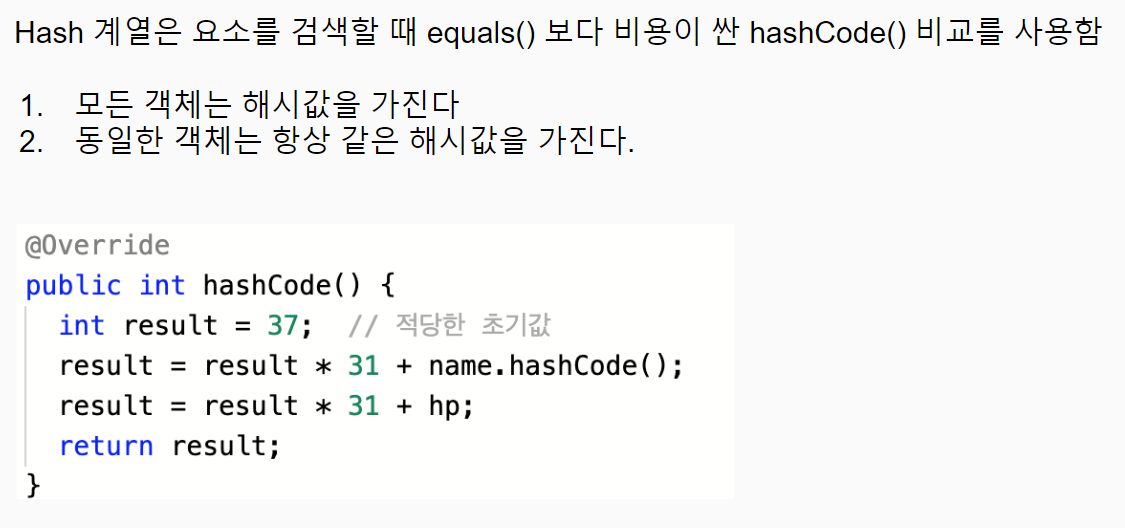 Hash 계열은 요소를 검색할 때 equals() 보다 비용이 싼 hashCode() 비교를 사용함
1. 모든 객체는 해시값을 가진다
2. 동일한 객체는 항상 같은 해시값을 가진다.
@Override
public int hashCode() {
  int result = 37;  // 적당한 초기값
  result = result * 31 + name.hashCode();
  result = result * 31 + hp;
  return result;
}